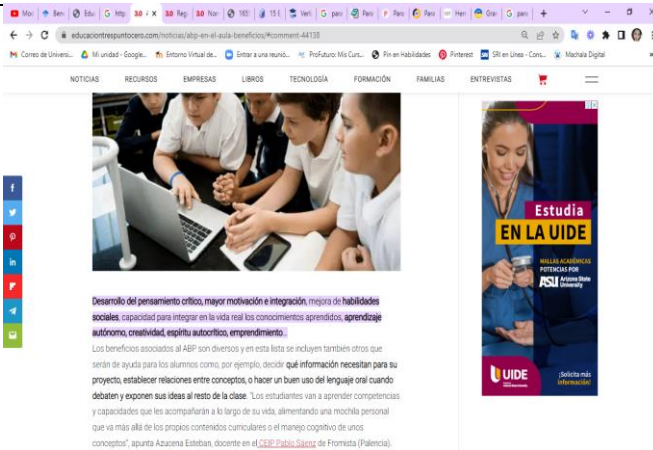 educaciontrespuntocero.com/noticias/abp-en-el-aula-beneficios/#comment-44138
Correo de Universi... Mi unidad - Google... Entorno Virtual de... Entrar a una reunió... ProFuturo: Mis Curs... Pin en Habilidades Pinterest SRI en Línea - Cons... Machala Digital
NOTICIAS RECURSOS EMPRESAS LIBROS TECNOLOGÍA FORMACIÓN FAMILIAS ENTREVISTAS
Estudia
EN LA UIDE
MALLAS ACADÉMICAS
POTENCIAS POR
ASU Arizona State
University
UIDE
¡Solicita más
información!
Desarrollo del pensamiento crítico, mayor motivación e integración, mejora de habilidades
sociales, capacidad para integrar en la vida real los conocimientos aprendidos, aprendizaje
autónomo, creatividad, espíritu autocrítico, emprendimiento...
Los beneficios asociados al ABP son diversos y en esta lista se incluyen también otros que
serán de ayuda para los alumnos como, por ejemplo, decidir qué información necesitan para su
proyecto, establecer relaciones entre conceptos, o hacer un buen uso del lenguaje oral cuando
debaten y exponen sus ideas al resto de la clase. "Los estudiantes van a aprender competencias
y capacidades que les acompañarán a lo largo de su vida, alimentando una mochila personal
que va más allá de los propios contenidos curriculares o el manejo cognitivo de unos
conceptos", apunta Azucena Esteban, docente en el CEIP Pablo Sáenz de Fromista (Palencia).